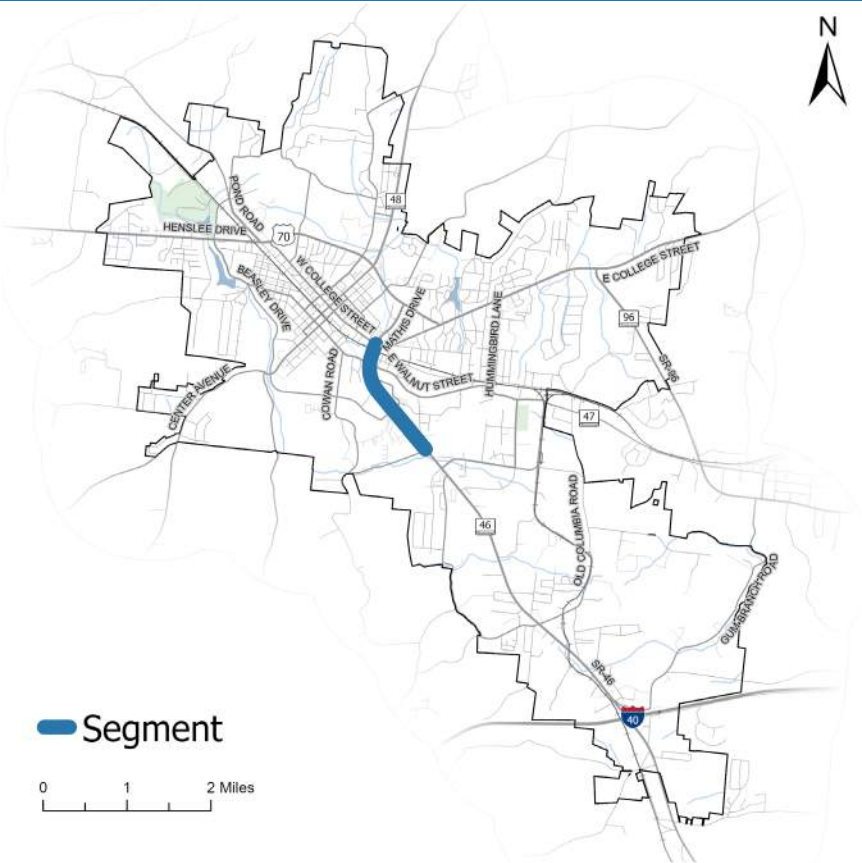 N
48
POND ROAD
HENSLEE DRIVE
70
W COLLEGE STREET
E COLLEGE STREET
BEASLEY DRIVE
MATHIS DRIVE
HUMMINGBIRD LANE
96
SR-96
E WALNUT STREET
COWAN ROAD
CENTER AVENUE
47
46
OLD COLUMBIA ROAD
GUM BRANCH ROAD
SR-46
40
Segment
0 1 2 Miles